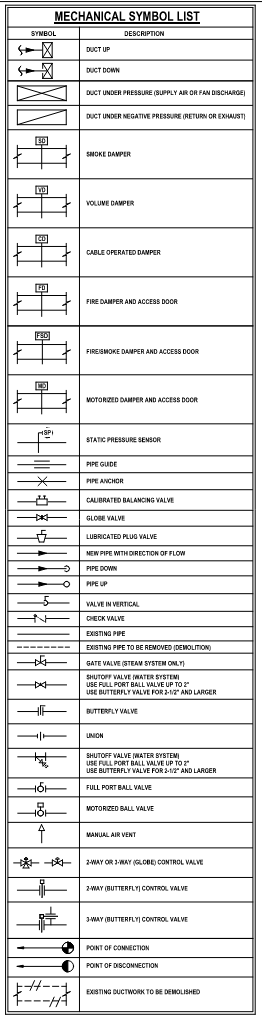 MECHANICAL SYMBOL LIST
SYMBOL DESCRIPTION
DUCT UP
DUCT DOWN
DUCT UNDER PRESSURE (SUPPLY AIR OR FAN DISCHARGE)
DUCT UNDER NEGATIVE PRESSURE (RETURN OR EXHAUST)
SD
SMOKE DAMPER
VD
VOLUME DAMPER
CD
CABLE OPERATED DAMPER
FD
FIRE DAMPER AND ACCESS DOOR
FSD
FIRE/SMOKE DAMPER AND ACCESS DOOR
MD
MOTORIZED DAMPER AND ACCESS DOOR
SP
STATIC PRESSURE SENSOR
PIPE GUIDE
PIPE ANCHOR
CALIBRATED BALANCING VALVE
GLOBE VALVE
LUBRICATED PLUG VALVE
NEW PIPE WITH DIRECTION OF FLOW
PIPE DOWN
PIPE UP
VALVE IN VERTICAL
CHECK VALVE
EXISTING PIPE
EXISTING PIPE TO BE REMOVED (DEMOLITION)
GATE VALVE (STEAM SYSTEM ONLY)
SHUTOFF VALVE (WATER SYSTEM)
USE FULL PORT BALL VALVE UP TO 2"
USE BUTTERFLY VALVE FOR 2-1/2" AND LARGER
BUTTERFLY VALVE
UNION
SHUTOFF VALVE (WATER SYSTEM)
USE FULL PORT BALL VALVE UP TO 2"
USE BUTTERFLY VALVE FOR 2-1/2" AND LARGER
FULL PORT BALL VALVE
MOTORIZED BALL VALVE
MANUAL AIR VENT
2-WAY OR 3-WAY (GLOBE) CONTROL VALVE
2-WAY (BUTTERFLY) CONTROL VALVE
3-WAY (BUTTERFLY) CONTROL VALVE
POINT OF CONNECTION
POINT OF DISCONNECTION
EXISTING DUCTWORK TO BE DEMOLISHED